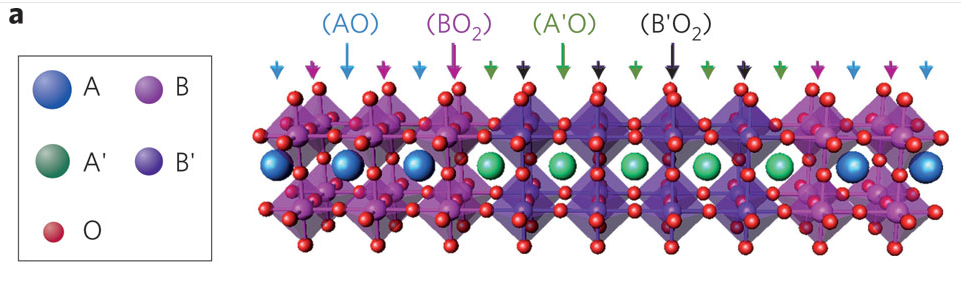 a
(AO) (BO₂) (A'O) (B'O₂)
A B
A' B'
O